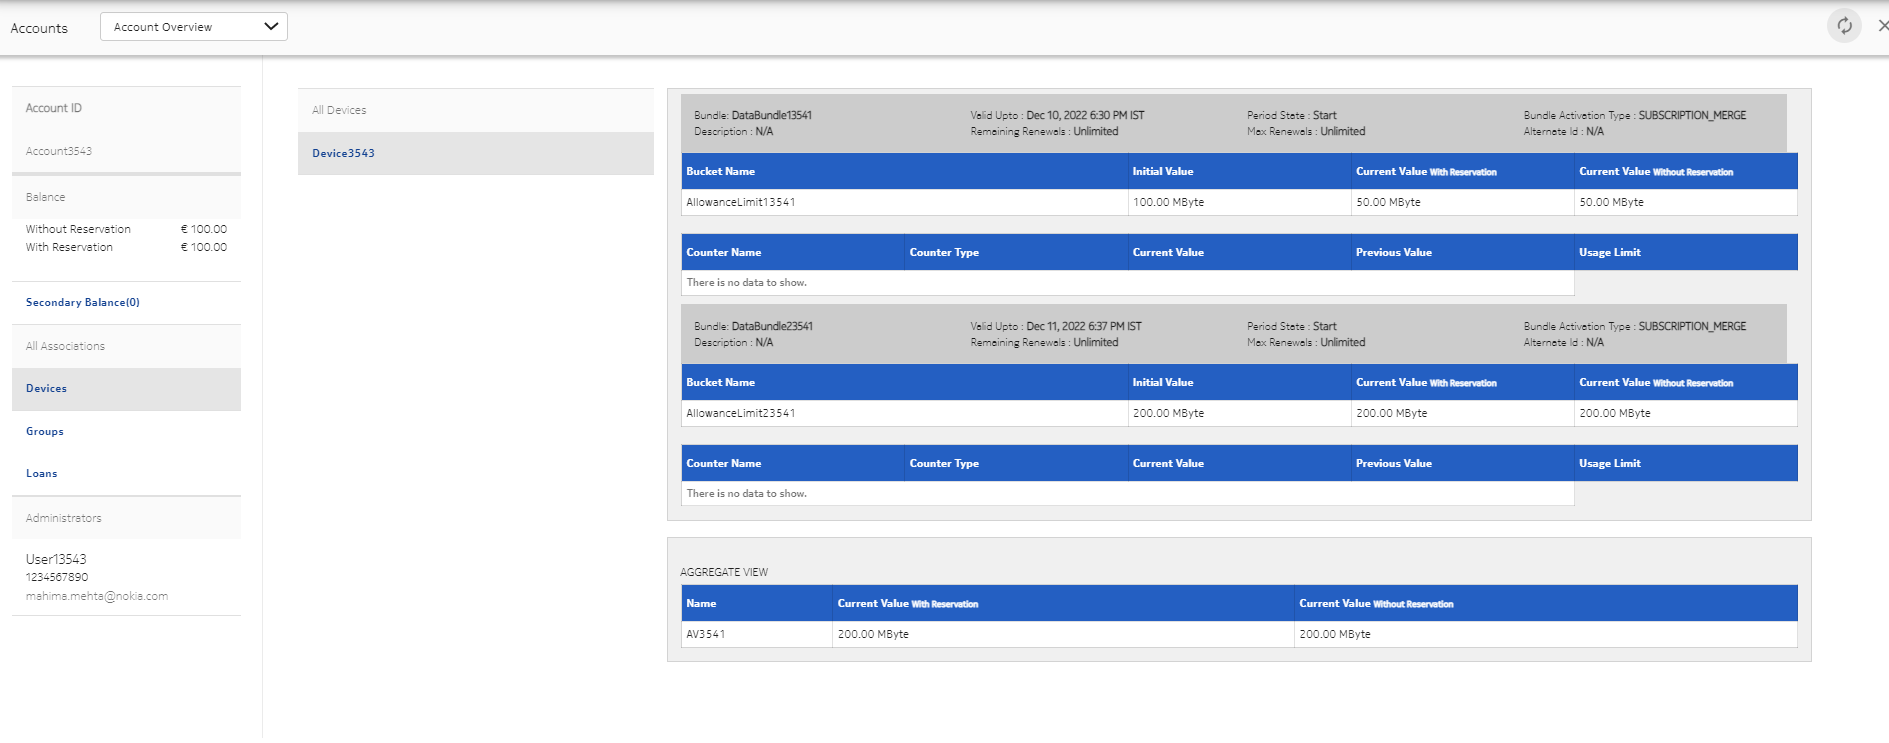 Accounts
Account Overview
Account ID
Account3543
Balance
Without Reservation € 100.00
With Reservation € 100.00
Secondary Balance(0)
All Associations
Devices
Groups
Loans
Administrators
User13543
1234567890
mahima.mehta@nokia.com
All Devices
Device3543
Bundle: DataBundle13541 Valid Upto : Dec 10, 2022 6:30 PM IST Period State : Start Bundle Activation Type : SUBSCRIPTION_MERGE
Description : N/A Remaining Renewals : Unlimited Max Renewals : Unlimited Alternate Id : N/A
Bucket Name Initial Value Current Value With Reservation Current Value Without Reservation
AllowanceLimit13541 100.00 MByte 50.00 MByte 50.00 MByte
Counter Name Counter Type Current Value Previous Value Usage Limit
There is no data to show.
Bundle: DataBundle23541 Valid Upto : Dec 11, 2022 6:37 PM IST Period State : Start Bundle Activation Type : SUBSCRIPTION_MERGE
Description : N/A Remaining Renewals : Unlimited Max Renewals : Unlimited Alternate Id : N/A
Bucket Name Initial Value Current Value With Reservation Current Value Without Reservation
AllowanceLimit23541 200.00 MByte 200.00 MByte 200.00 MByte
Counter Name Counter Type Current Value Previous Value Usage Limit
There is no data to show.
AGGREGATE VIEW
Name Current Value With Reservation Current Value Without Reservation
AV3541 200.00 MByte 200.00 MByte